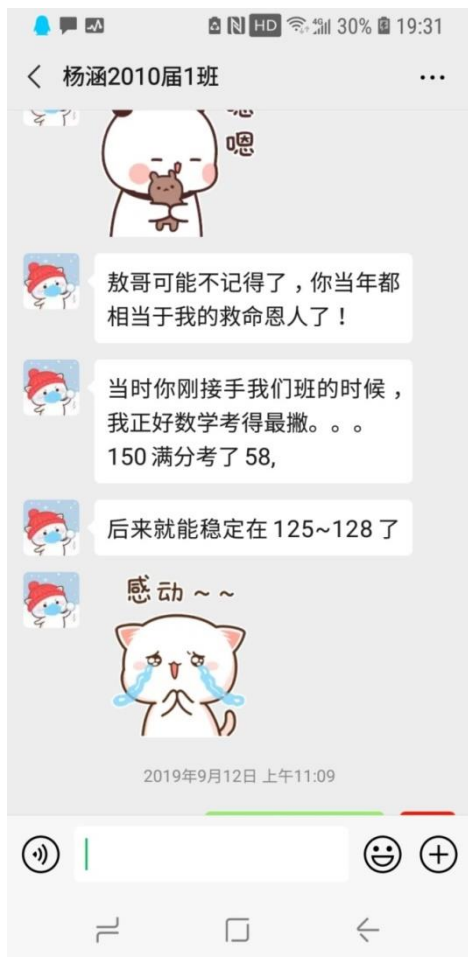 HD 4G 30% 19:31
杨涵2010届1班
嗯
嗯
敖哥可能不记得了，你当年都
相当于我的救命恩人了！
当时你刚接手我们班的时候，
我正好数学考得最撇。。。
150 满分考了 58,
后来就能稳定在 125~128 了
感动～～
2019年9月12日 上午11:09